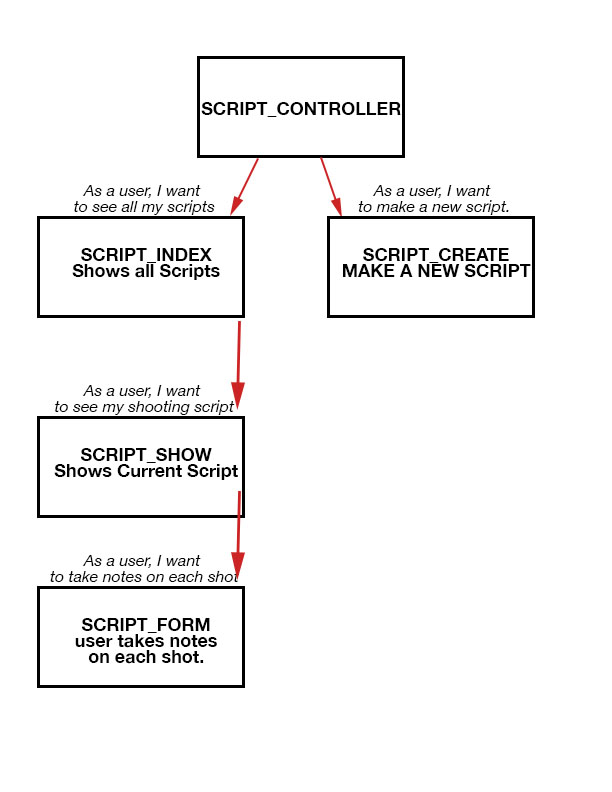 SCRIPT_CONTROLLER
As a user, I want
to see all my scripts
SCRIPT_INDEX
Shows all Scripts
As a user, I want
to make a new script.
SCRIPT_CREATE
MAKE A NEW SCRIPT
As a user, I want
to see my shooting script
SCRIPT_SHOW
Shows Current Script
As a user, I want
to take notes on each shot
SCRIPT_FORM
user takes notes
on each shot.